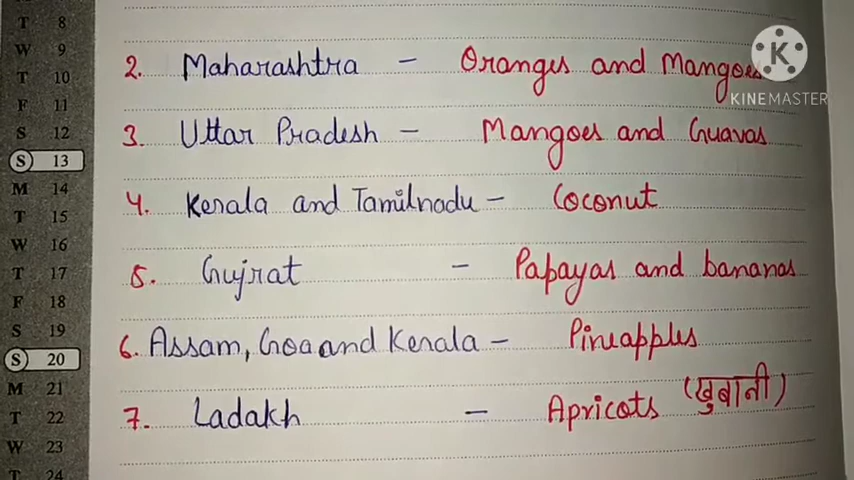 T 8
W 9
T 10
F 11
S 12
S 13
M 14
T 15
W 16
T 17
F 18
S 19
S 20
M 21
T 22
W 23
T 24
2. Maharashtra - Oranges and Mangoes
3. Uttar Pradesh - Mangoes and Guavas
4. Kerala and Tamilnadu - Coconut
5. Gujrat - Papayas and bananas
6. Assam, Goa and Kerala - Pineapples
7. Ladakh - Apricots (खुबानी)
K
KINEMASTER